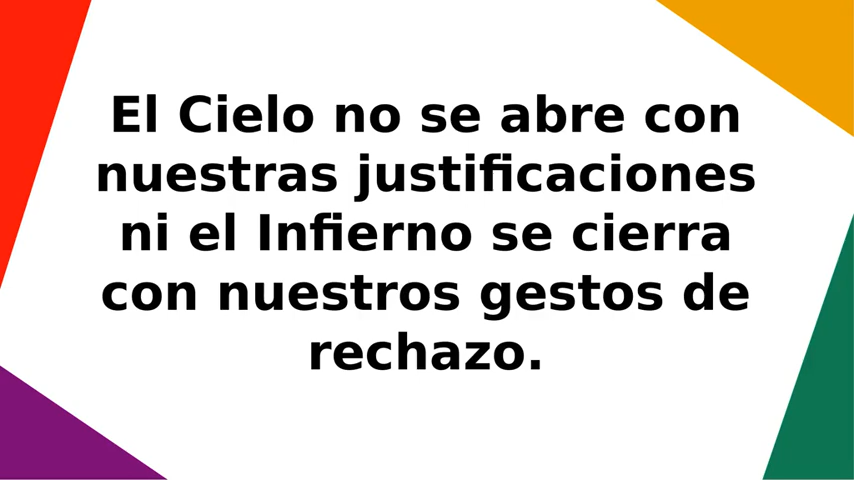 El Cielo no se abre con
nuestras justificaciones
ni el Infierno se cierra
con nuestros gestos de
rechazo.